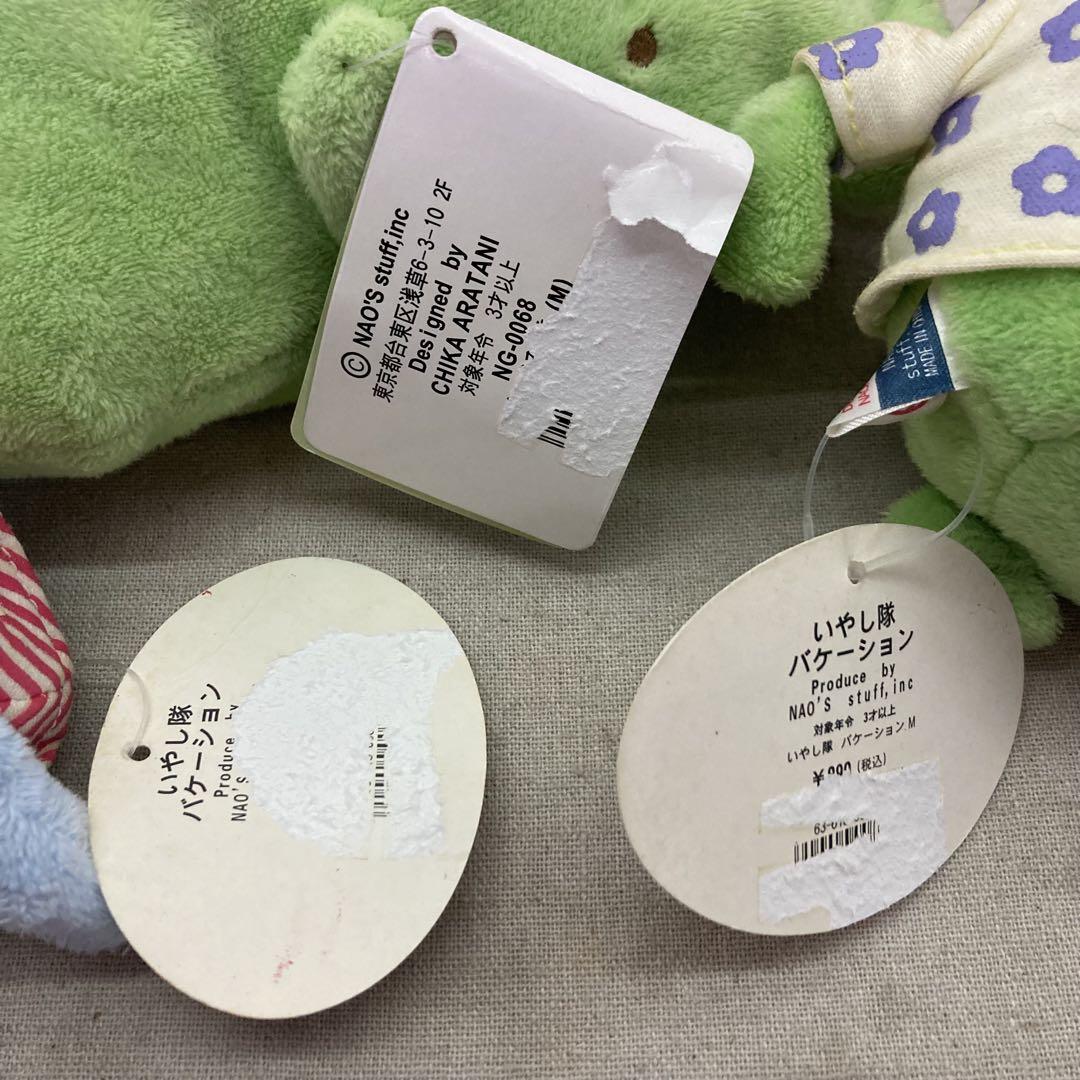 © NAO'S stuff,inc
東京都台東区浅草6-3-10 2F
Designed by
CHIKA ARATANI
対象年令 3才以上
NG-0068
(M)
stuff
MADE IN
いやし隊
バケーション
Produce by
NAO'S
いやし隊
バケーション
Produce by
NAO'S stuff,inc
対象年令 3才以上
いやし隊 バケーション M
(税込)